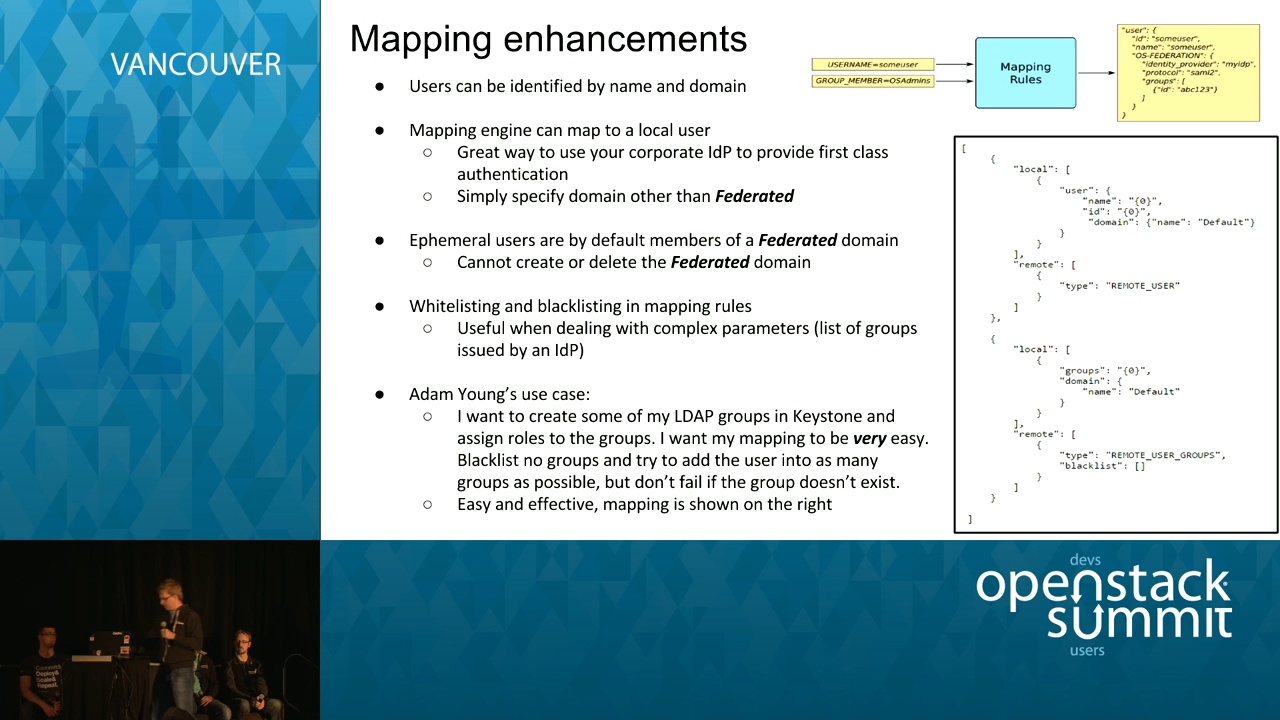 VANCOUVER
Mapping enhancements
● Users can be identified by name and domain
● Mapping engine can map to a local user
○ Great way to use your corporate IdP to provide first class
authentication
○ Simply specify domain other than Federated
● Ephemeral users are by default members of a Federated domain
○ Cannot create or delete the Federated domain
● Whitelisting and blacklisting in mapping rules
○ Useful when dealing with complex parameters (list of groups
issued by an IdP)
● Adam Young's use case:
○ I want to create some of my LDAP groups in Keystone and
assign roles to the groups. I want my mapping to be very easy.
Blacklist no groups and try to add the user into as many
groups as possible, but don't fail if the group doesn't exist.
○ Easy and effective, mapping is shown on the right
USERNAME=someuser
GROUP_MEMBER=OSAdmins
Mapping
Rules
"user": {
"id": "someuser",
"name": "someuser",
"OS-FEDERATION": {
"identity_provider": "myidp",
"protocol": "saml2",
"groups": [
{"id": "abc123"}
]
}
}
[
{
"local": [
{
"user": {
"name": "{0}",
"id": "{0}",
"domain": {"name": "Default"}
}
}
],
"remote": [
{
"type": "REMOTE_USER"
}
]
},
{
"local": [
{
"groups": "{0}",
"domain": {
"name": "Default"
}
}
],
"remote": [
{
"type": "REMOTE_USER_GROUPS",
"blacklist": []
}
]
}
]
Commit&
Deploy&
Scale&
Repeat.
devs
openstack
summit
users